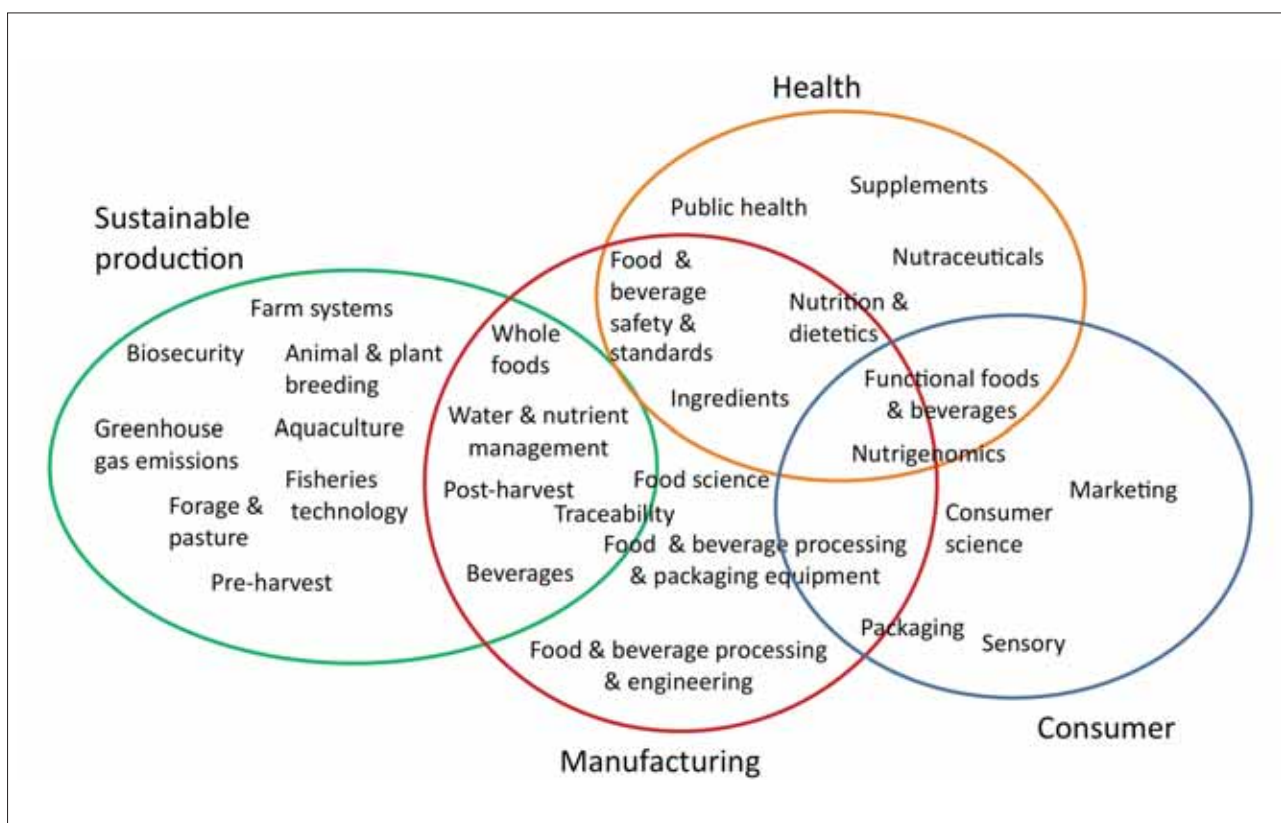 Health
Supplements
Public health
Sustainable
production
Nutraceuticals
Food &
beverage
safety &
standards
Nutrition &
dietetics
Farm systems
Whole
foods
Biosecurity
Animal & plant
breeding
Functional foods
& beverages
Ingredients
Water & nutrient
management
Greenhouse
gas emissions
Aquaculture
Nutrigenomics
Fisheries
technology
Food science
Post-harvest
Marketing
Forage &
pasture
Traceability
Consumer
science
Food & beverage processing
& packaging equipment
Pre-harvest
Beverages
Packaging
Sensory
Food & beverage processing
& engineering
Consumer
Manufacturing